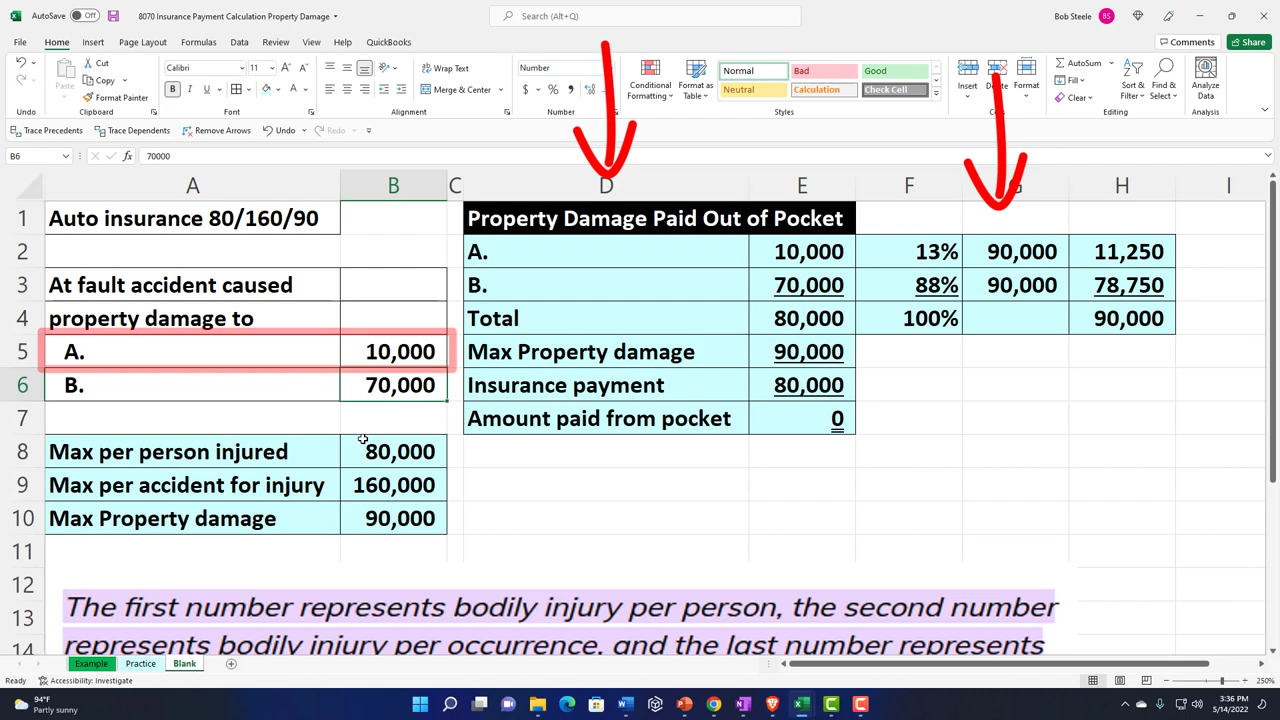 AutoSave Off 8070 Insurance Payment Calculation Property Damage Search (Alt+Q) Bob Steele BS
File Home Insert Page Layout Formulas Data Review View Help QuickBooks Comments Share
Cut
Copy
Format Painter
Calibri 11
B I U
Wrap Text
Merge & Center
Number
$ % 9
Conditional Formatting
Format as Table
Normal Bad Good
Neutral Calculation Check Cell
Insert Delete Format
AutoSum
Fill
Clear
Sort & Filter
Find & Select
Analyze Data
Undo Clipboard Font Alignment Number Styles Cells Editing Analysis
Trace Precedents Trace Dependents Remove Arrows Undo Redo
B6 fx 70000
A B C D E F G H I
1 Auto insurance 80/160/90 Property Damage Paid Out of Pocket
2 A. 10,000 13% 90,000 11,250
3 At fault accident caused B. 70,000 88% 90,000 78,750
4 property damage to Total 80,000 100% 90,000
5 A. 10,000 Max Property damage 90,000
6 B. 70,000 Insurance payment 80,000
7 Amount paid from pocket 0
8 Max per person injured 80,000
9 Max per accident for injury 160,000
10 Max Property damage 90,000
11
12
13 The first number represents bodily injury per person, the second number
14 represents bodily injury per occurrence, and the last number represents
Example Practice Blank
Ready Accessibility: Investigate 250%
94°F
Partly sunny
3:36 PM
5/14/2022